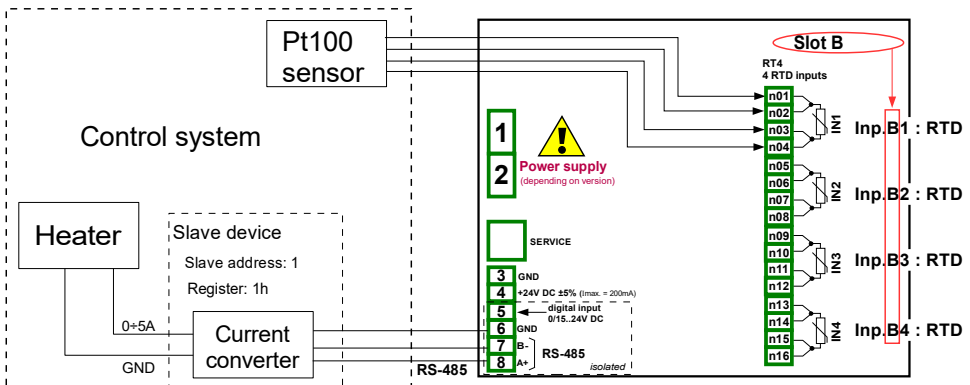 Control system
Pt100
sensor
Heater
Slave device
Slave address: 1
Register: 1h
0÷5A
GND
Current
converter
RS-485
1
2
Power supply
(depending on version)
SERVICE
3 GND
4 +24V DC ±5% (Imax. = 200mA)
5 digital input
0/15..24V DC
6 GND
7 B-
8 A+
RS-485
isolated
Slot B
RT4
4 RTD inputs
n01
n02
n03
n04
IN1
Inp.B1 : RTD
n05
n06
n07
n08
IN2
Inp.B2 : RTD
n09
n10
n11
n12
IN3
Inp.B3 : RTD
n13
n14
n15
n16
IN4
Inp.B4 : RTD